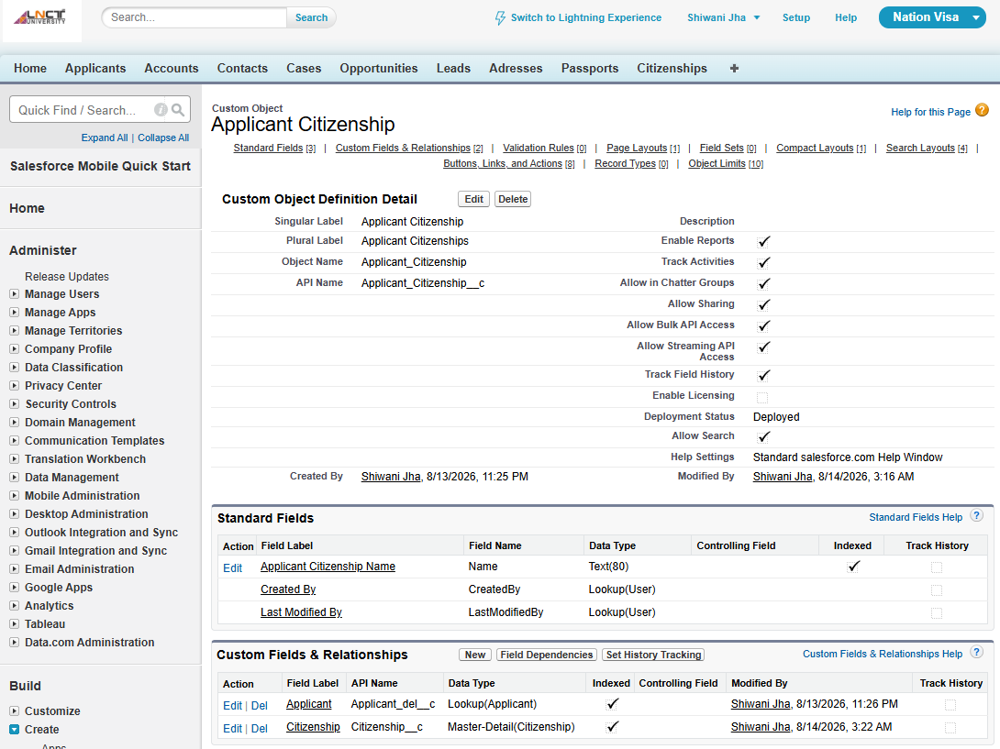 LNCT
UNIVERSITY
Search...
Search
Switch to Lightning Experience
Shiwani Jha
Setup
Help
Nation Visa
Home Applicants Accounts Contacts Cases Opportunities Leads Adresses Passports Citizenships +
Quick Find / Search...
Expand All | Collapse All
Salesforce Mobile Quick Start
Home
Administer
Release Updates
Manage Users
Manage Apps
Manage Territories
Company Profile
Data Classification
Privacy Center
Security Controls
Domain Management
Communication Templates
Translation Workbench
Data Management
Mobile Administration
Desktop Administration
Outlook Integration and Sync
Gmail Integration and Sync
Email Administration
Google Apps
Analytics
Tableau
Data.com Administration
Build
Customize
Create
Apps
Custom Object
Applicant Citizenship
Help for this Page ?
Standard Fields [3] | Custom Fields & Relationships [2] | Validation Rules [0] | Page Layouts [1] | Field Sets [0] | Compact Layouts [1] | Search Layouts [4] |
Buttons, Links, and Actions [8] | Record Types [0] | Object Limits [10]
Custom Object Definition Detail Edit Delete
Singular Label Applicant Citizenship Description
Plural Label Applicant Citizenships Enable Reports
Object Name Applicant_Citizenship Track Activities
API Name Applicant_Citizenship__c Allow in Chatter Groups
Allow Sharing
Allow Bulk API Access
Allow Streaming API
Access
Track Field History
Enable Licensing
Deployment Status Deployed
Allow Search
Help Settings Standard salesforce.com Help Window
Created By Shiwani Jha, 8/13/2026, 11:25 PM Modified By Shiwani Jha, 8/14/2026, 3:16 AM
Standard Fields Standard Fields Help ?
Action Field Label Field Name Data Type Controlling Field Indexed Track History
Edit Applicant Citizenship Name Name Text(80)
Created By CreatedBy Lookup(User)
Last Modified By LastModifiedBy Lookup(User)
Custom Fields & Relationships New Field Dependencies Set History Tracking Custom Fields & Relationships Help ?
Action Field Label API Name Data Type Indexed Controlling Field Modified By Track History
Edit | Del Applicant Applicant_del__c Lookup(Applicant) Shiwani Jha, 8/13/2026, 11:26 PM
Edit | Del Citizenship Citizenship__c Master-Detail(Citizenship) Shiwani Jha, 8/14/2026, 3:22 AM